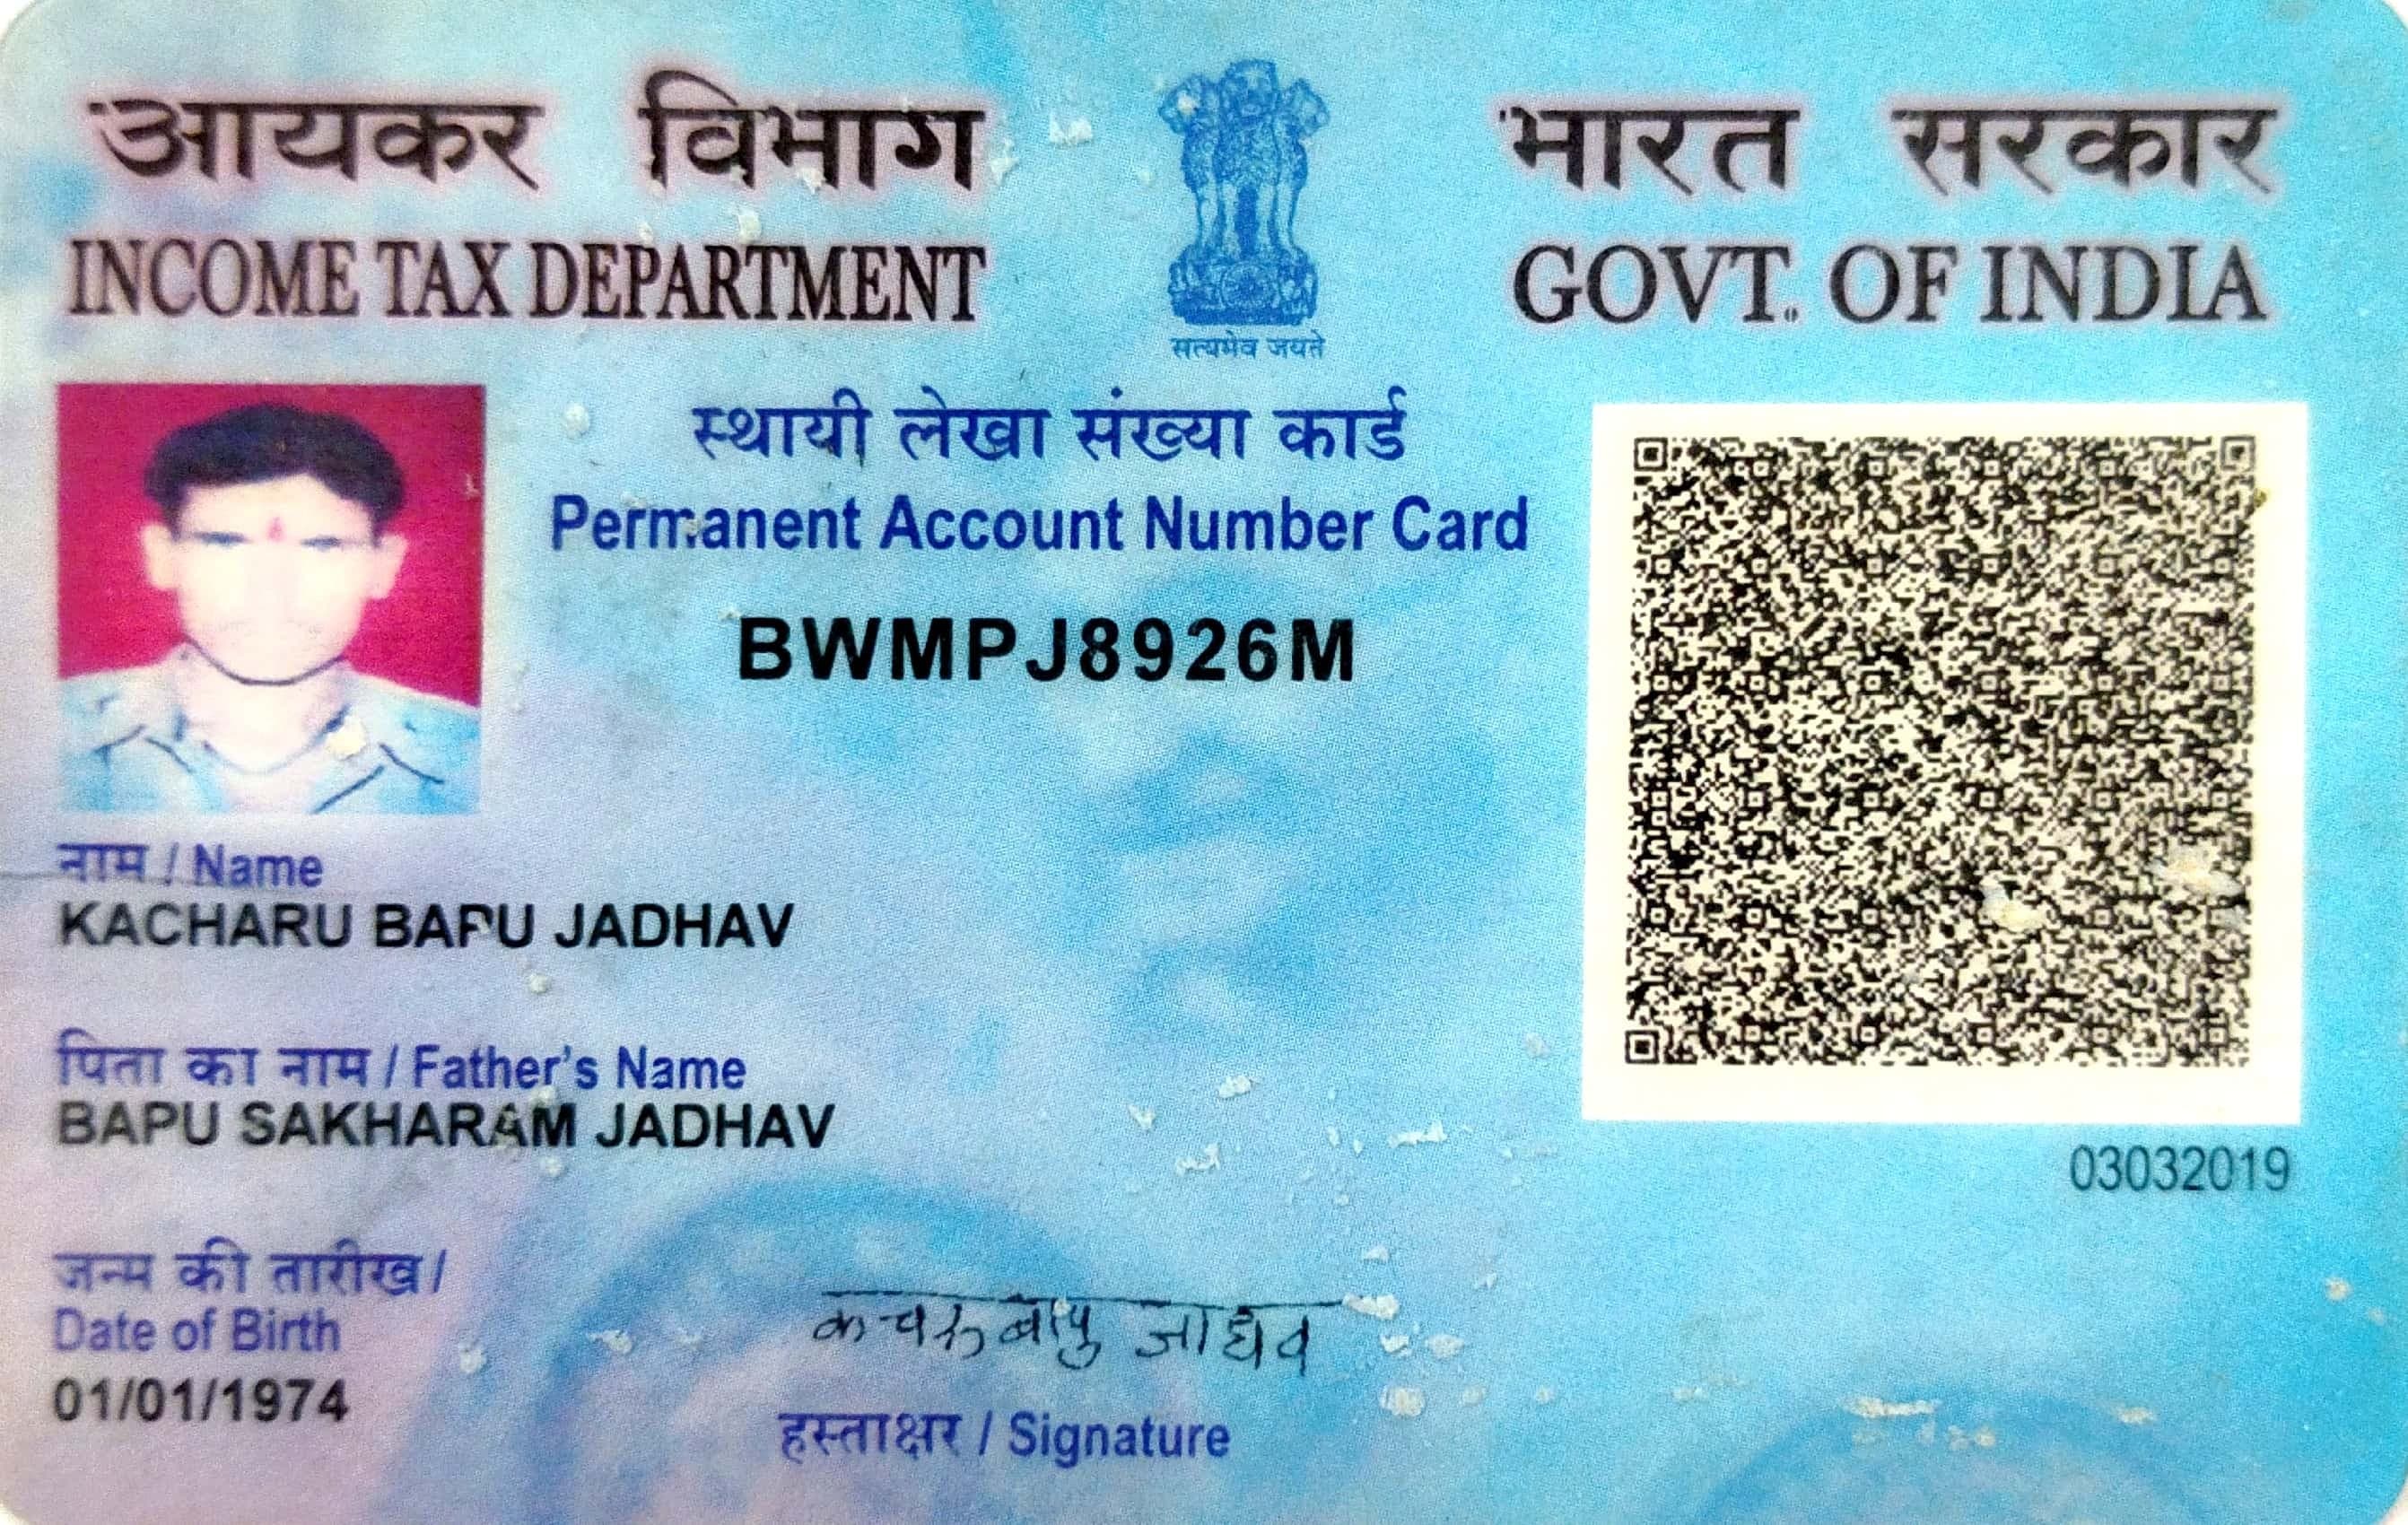 आयकर विभाग
INCOME TAX DEPARTMENT
सत्यमेव जयते
भारत सरकार
GOVT. OF INDIA
स्थायी लेखा संख्या कार्ड
Permanent Account Number Card
BWMPJ8926M
नाम / Name
KACHARU BAPU JADHAV
पिता का नाम / Father's Name
BAPU SAKHARAM JADHAV
03032019
जन्म की तारीख /
Date of Birth
01/01/1974
कचरू बापु जाधव
हस्ताक्षर / Signature